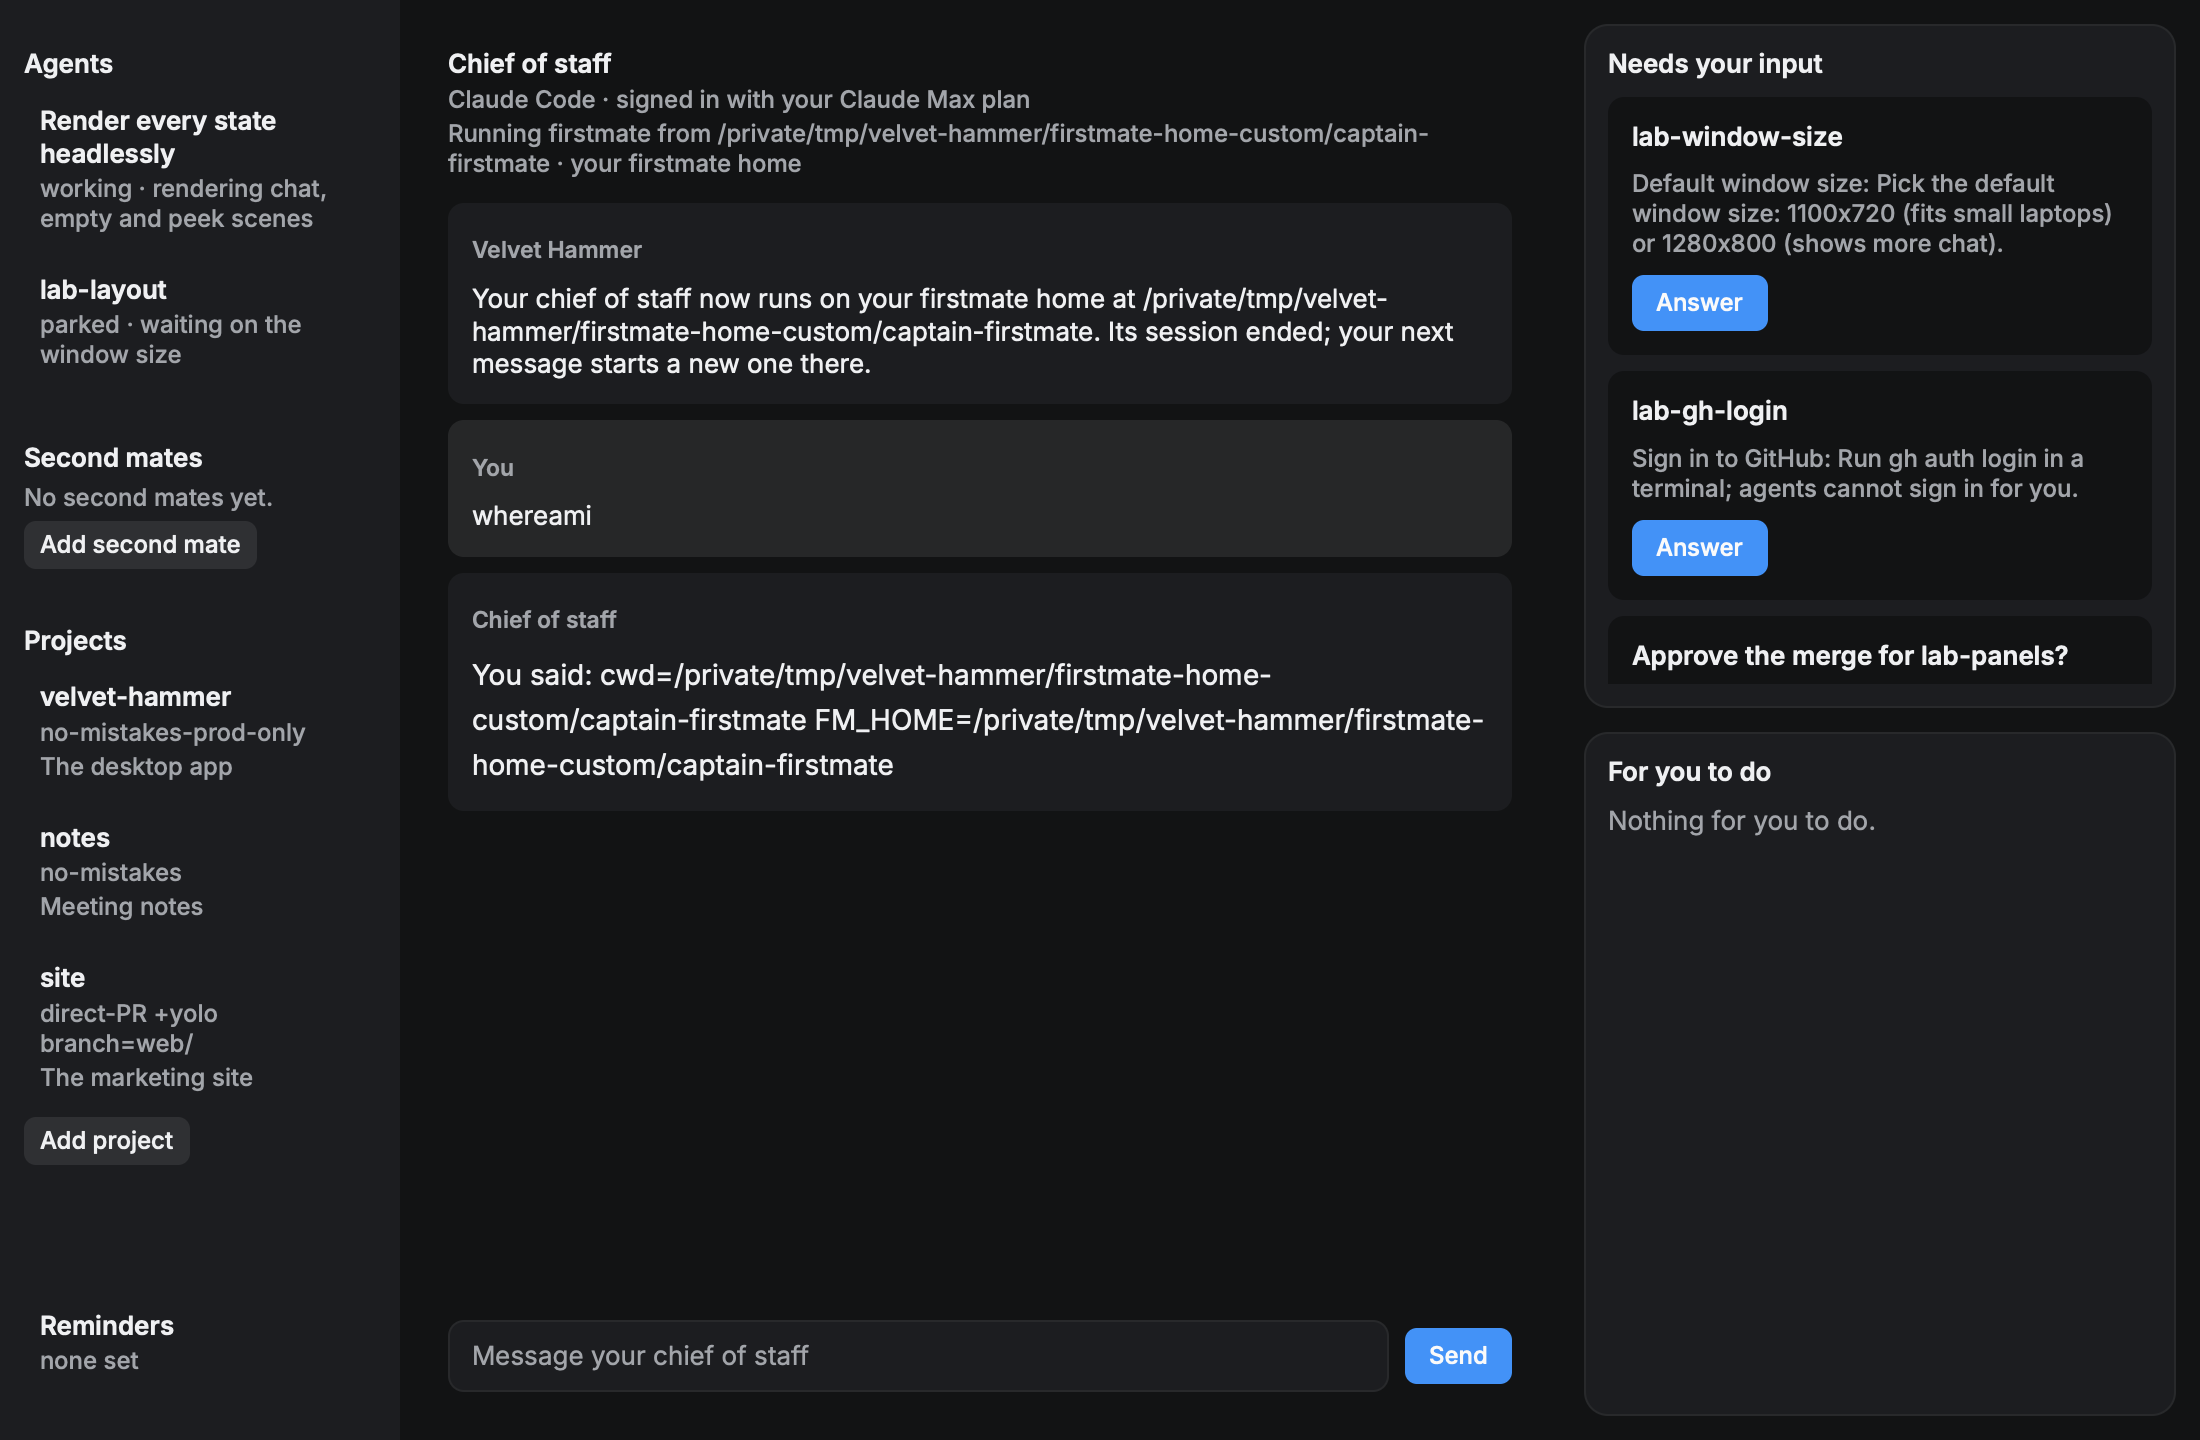 Agents
Render every state
headlessly
working · rendering chat,
empty and peek scenes
lab-layout
parked · waiting on the
window size
Second mates
No second mates yet.
Add second mate
Projects
velvet-hammer
no-mistakes-prod-only
The desktop app
notes
no-mistakes
Meeting notes
site
direct-PR +yolo
branch=web/
The marketing site
Add project
Reminders
none set
Chief of staff
Claude Code · signed in with your Claude Max plan
Running firstmate from /private/tmp/velvet-hammer/firstmate-home-custom/captain-
firstmate · your firstmate home
Velvet Hammer
Your chief of staff now runs on your firstmate home at /private/tmp/velvet-
hammer/firstmate-home-custom/captain-firstmate. Its session ended; your next
message starts a new one there.
You
whereami
Chief of staff
You said: cwd=/private/tmp/velvet-hammer/firstmate-home-
custom/captain-firstmate FM_HOME=/private/tmp/velvet-hammer/firstmate-
home-custom/captain-firstmate
Message your chief of staff
Send
Needs your input
lab-window-size
Default window size: Pick the default
window size: 1100x720 (fits small laptops)
or 1280x800 (shows more chat).
Answer
lab-gh-login
Sign in to GitHub: Run gh auth login in a
terminal; agents cannot sign in for you.
Answer
Approve the merge for lab-panels?
For you to do
Nothing for you to do.